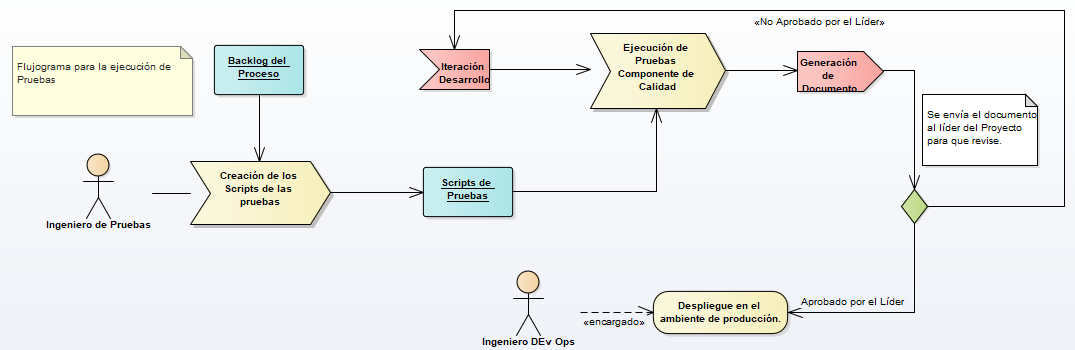 «No Aprobado por el Líder»
Flujograma para la ejecución de
Pruebas
Backlog del
Proceso
Iteración
Desarrollo
Ejecución de
Pruebas
Componente de
Calidad
Generación
de
Documento
Se envía el documento
al líder del Proyecto
para que revise.
Creación de los
Scripts de las
pruebas
Scripts de
Pruebas
Ingeniero de Pruebas
Despliegue en el
ambiente de producción.
Aprobado por el Líder
«encargado»
Ingeniero DEv Ops